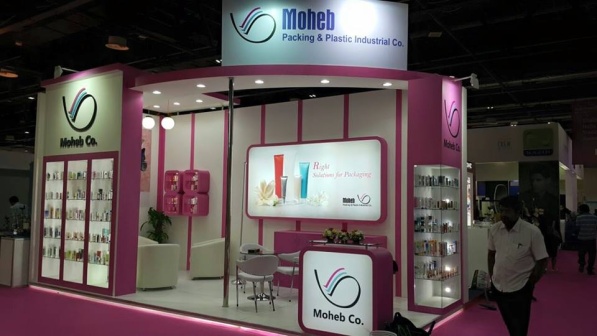 Moheb
Packing & Plastic Industrial Co.
Moheb Co.
Moheb Co.
Right
Solutions for Packaging
Moheb
Moheb Co.